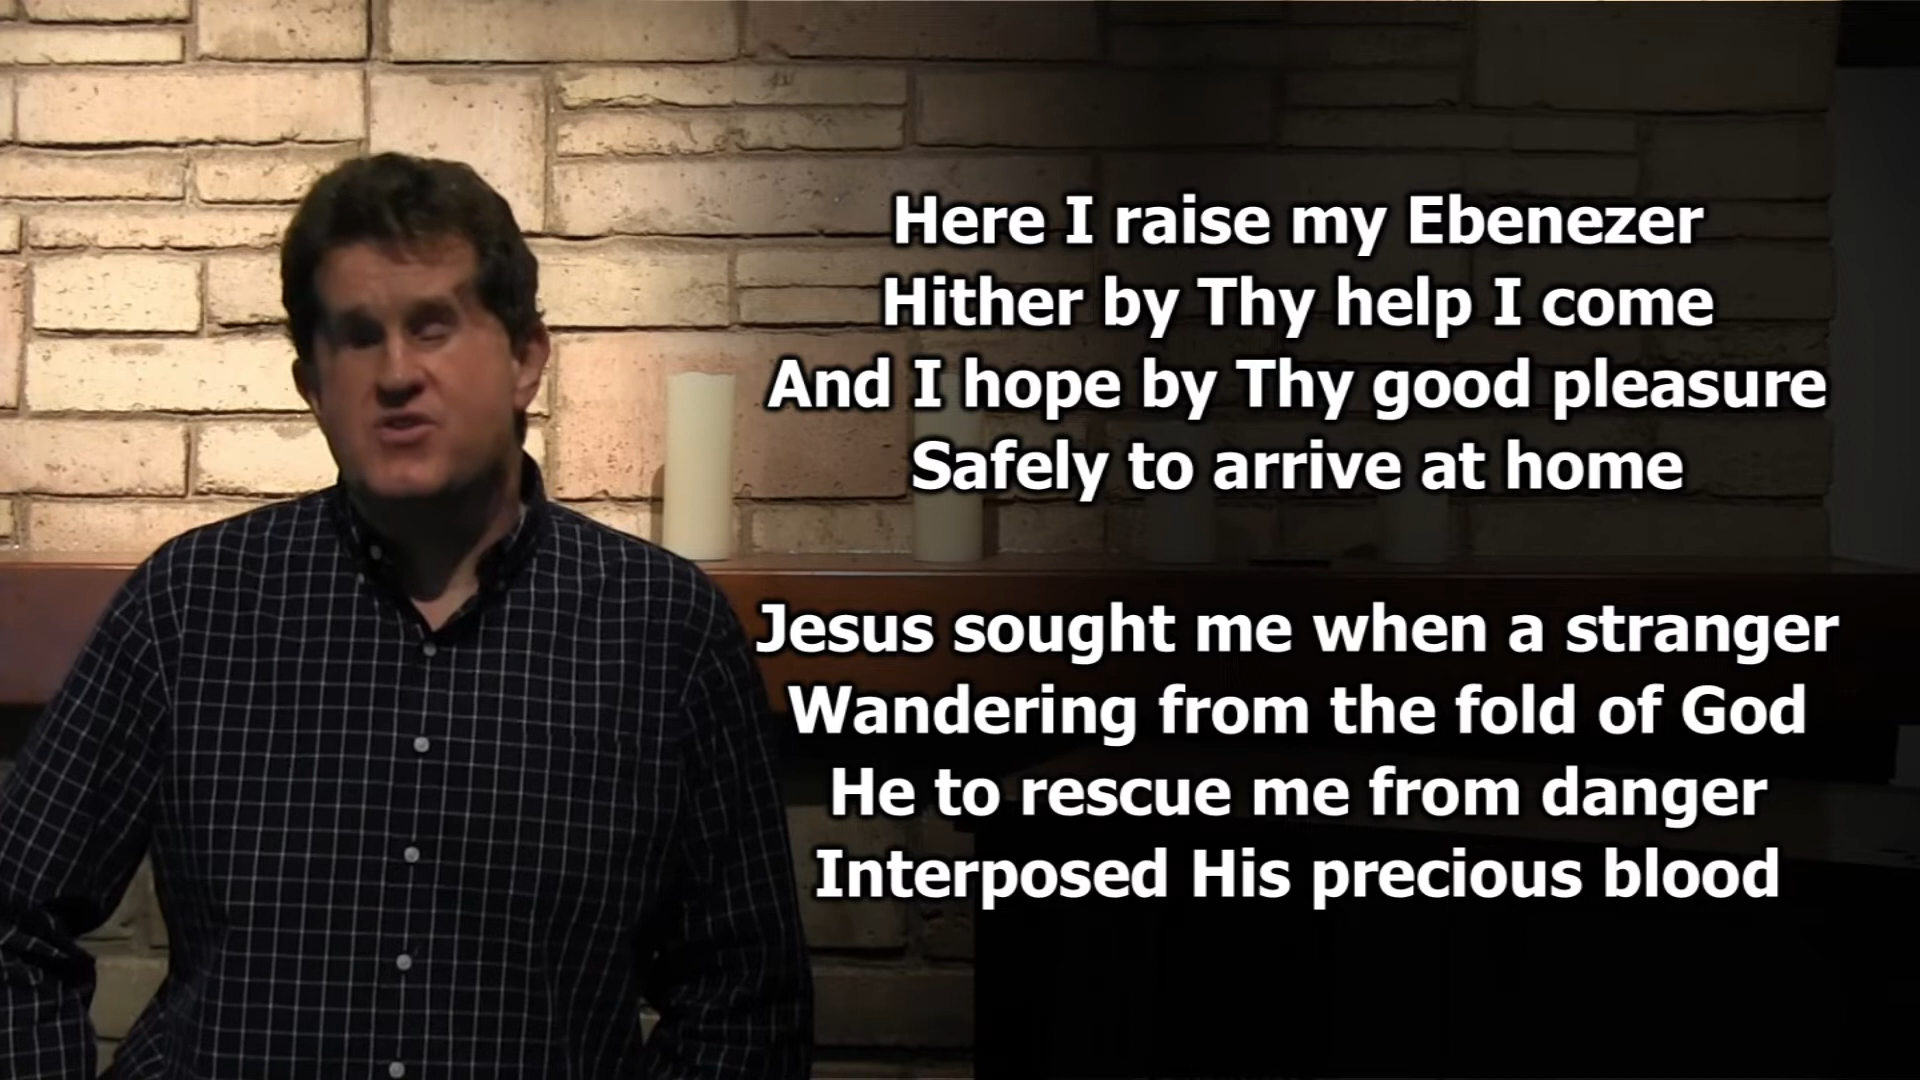 Here I raise my Ebenezer
Hither by Thy help I come
And I hope by Thy good pleasure
Safely to arrive at home
Jesus sought me when a stranger
Wandering from the fold of God
He to rescue me from danger
Interposed His precious blood